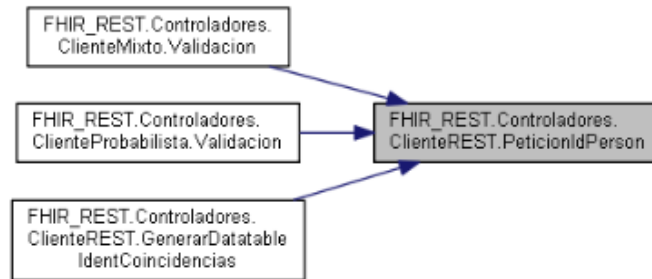 FHIR_REST.Controladores.
ClienteMixto.Validacion
FHIR_REST.Controladores.
ClienteProbabilista.Validacion
FHIR_REST.Controladores.
ClienteREST.PeticionIdPerson
FHIR_REST.Controladores.
ClienteREST.GenerarDatatable
IdentCoincidencias